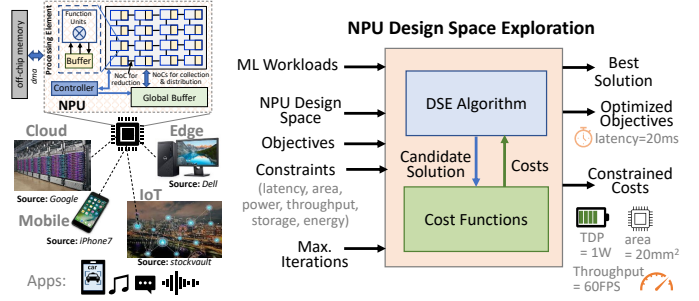 NPU Design Space Exploration
off-chip memory
dma
Processing Element
Function
Units
Buffer
NoC for
reduction
NoCs for collection
& distribution
Controller
Global Buffer
NPU
Cloud
Edge
Source: Google
Source: Dell
IoT
Mobile
Source: iPhone7
Source: stockvault
Apps:
car
ML Workloads
NPU Design
Space
Objectives
Constraints
(latency, area,
power, throughput,
storage, energy)
Max.
Iterations
DSE Algorithm
Candidate
Solution
Costs
Cost Functions
Best
Solution
Optimized
Objectives
latency=20ms
Constrained
Costs
TDP
= 1W
area
= 20mm²
Throughput
= 60FPS